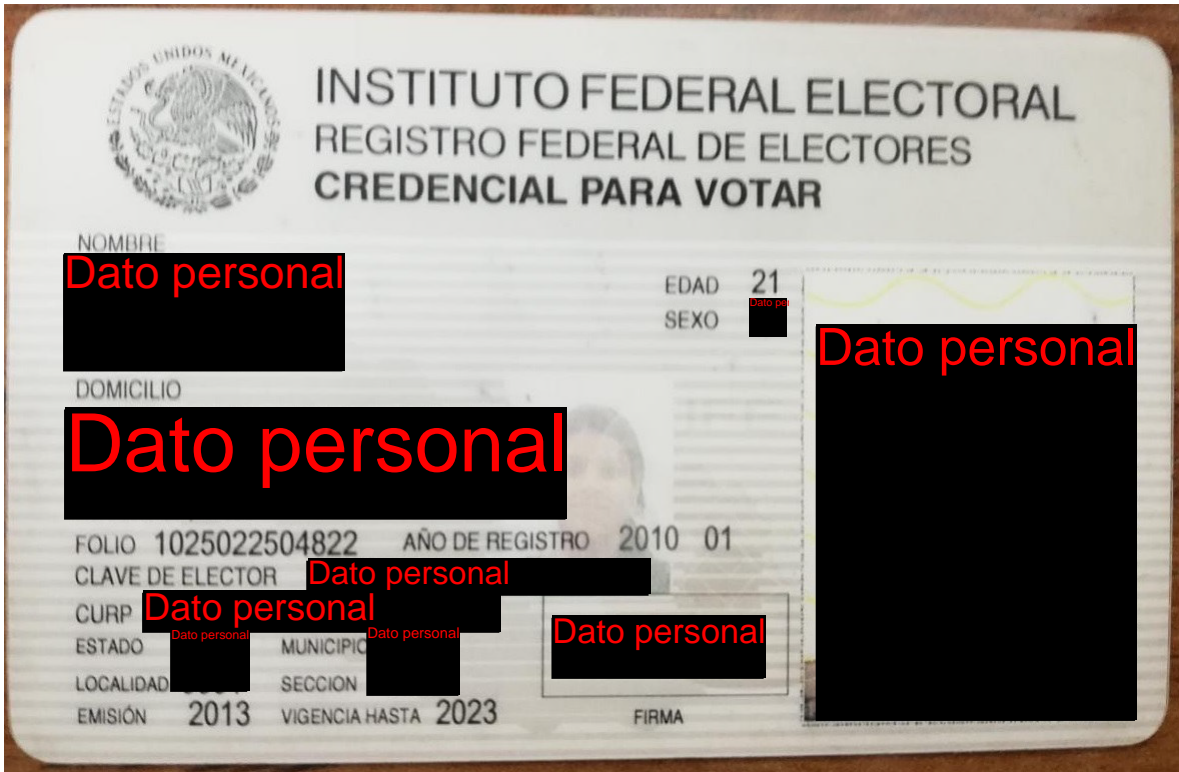 ESTADOS UNIDOS MEXICANOS
INSTITUTO FEDERAL ELECTORAL
REGISTRO FEDERAL DE ELECTORES
CREDENCIAL PARA VOTAR
NOMBRE
Dato personal
EDAD 21
SEXO Dato per
Dato personal
DOMICILIO
Dato personal
FOLIO 1025022504822 AÑO DE REGISTRO 2010 01
CLAVE DE ELECTOR Dato personal
CURP Dato personal
ESTADO Dato personal MUNICIPIO Dato personal
Dato personal
LOCALIDAD SECCION
EMISIÓN 2013 VIGENCIA HASTA 2023 FIRMA